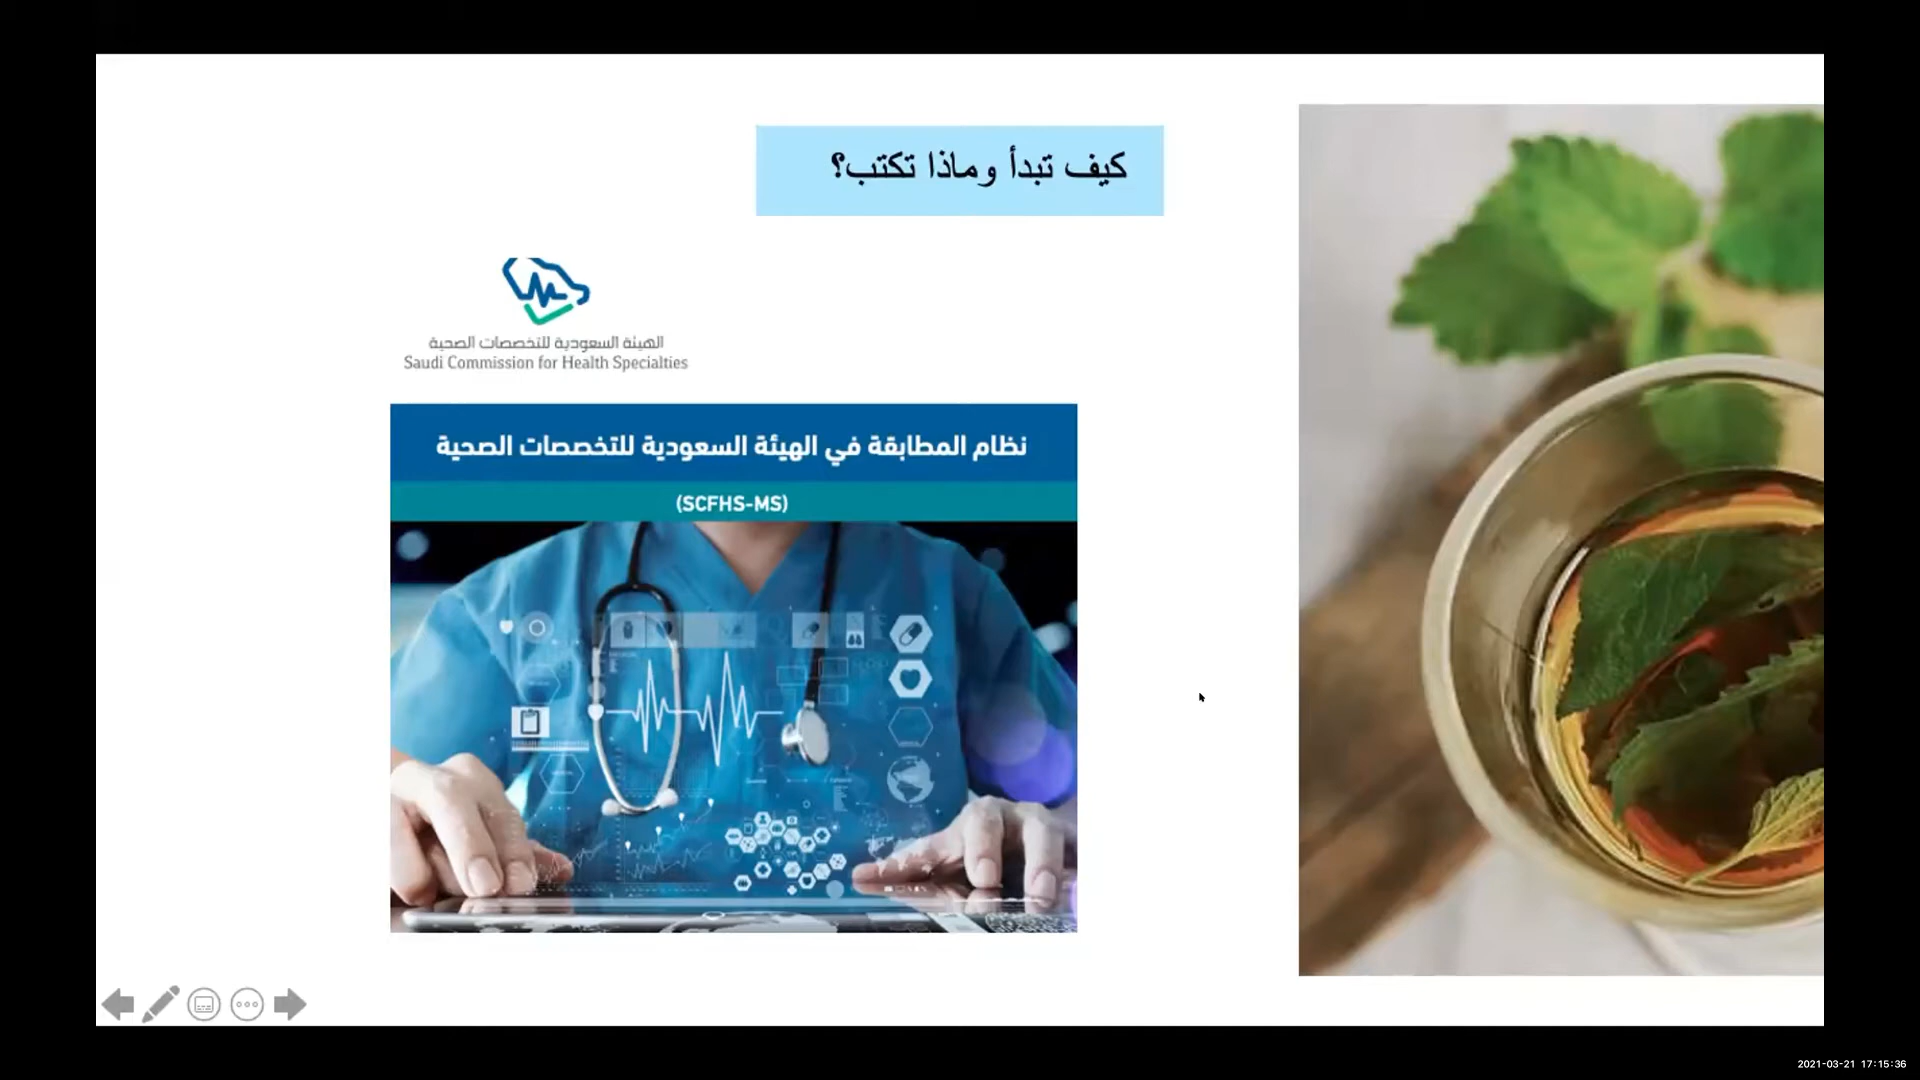 كيف تبدأ وماذا تكتب؟
الهيئة السعودية للتخصصات الصحية
Saudi Commission for Health Specialties
نظام المطابقة في الهيئة السعودية للتخصصات الصحية
(SCFHS-MS)
2021-03-21 17:15:36